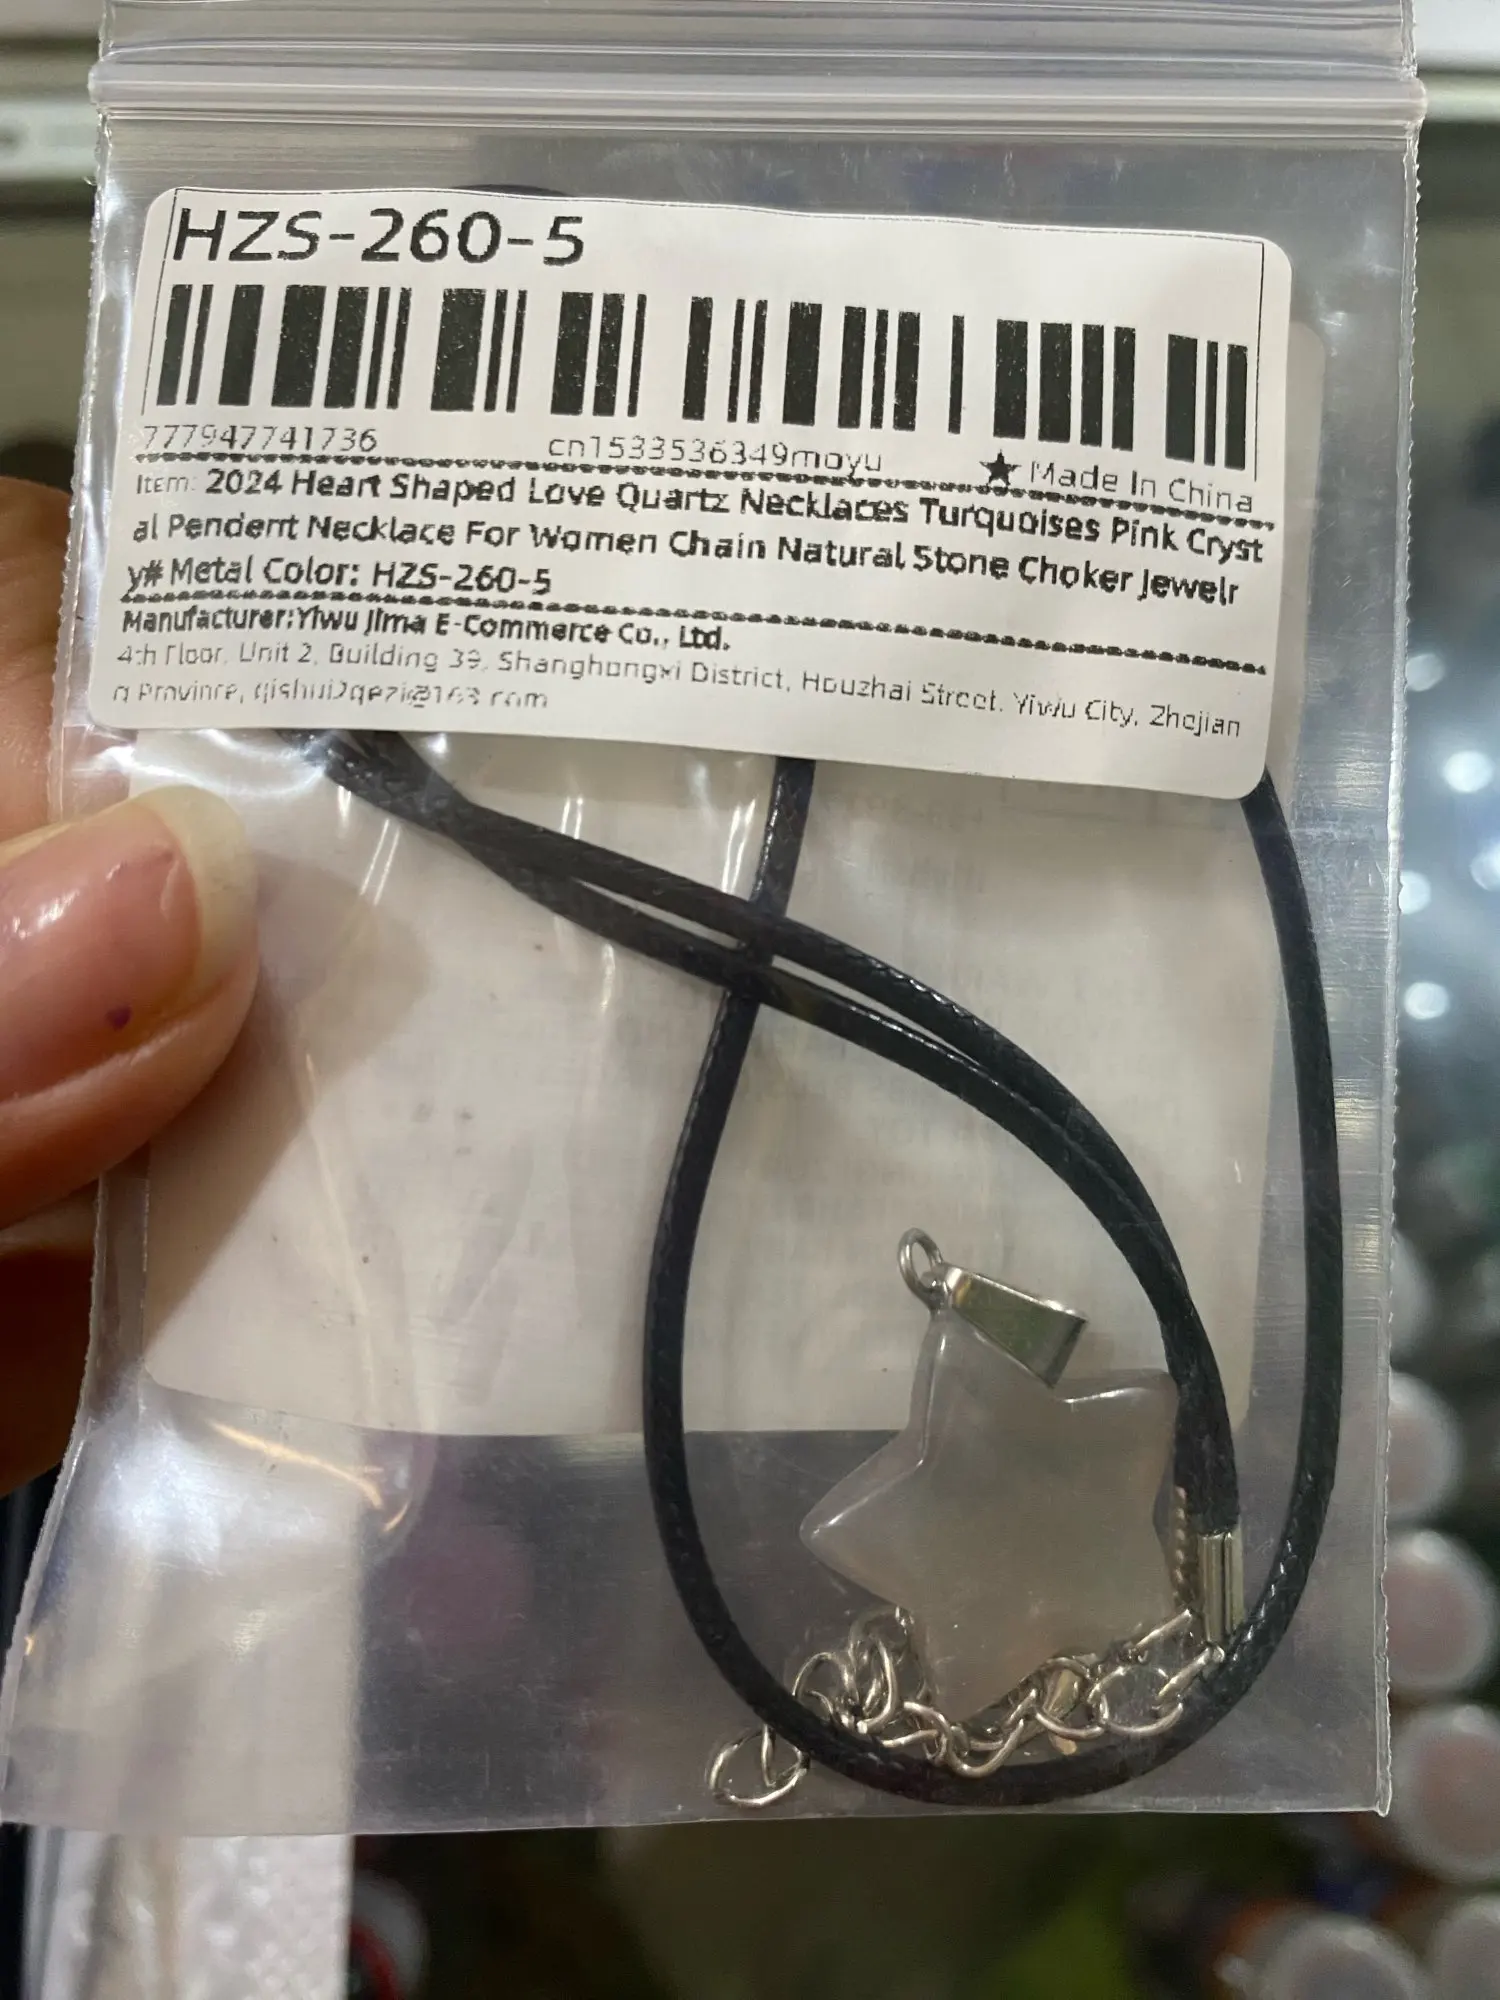 HZS-260-5
777947741736 cn1533536349moyu ★ Made In China
Item: 2024 Heart Shaped Love Quartz Necklaces Turquoises Pink Cryst
al Pendent Necklace For Women Chain Natural Stone Choker Jewelr
y# Metal Color: HZS-260-5
Manufacturer:Yiwu Jima E-Commerce Co., Ltd.
4th Floor, Unit 2, Building 39, Shanghongxi District, Houzhai Street, Yiwu City, Zhejian
g Province,